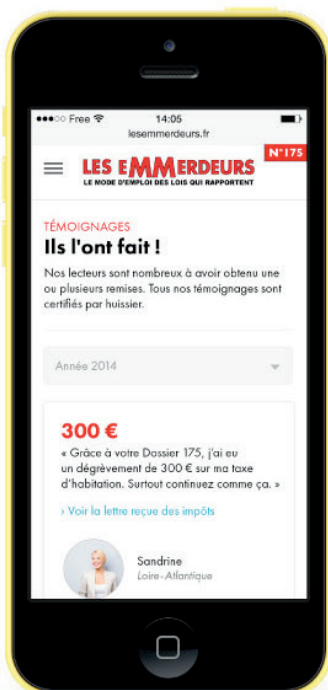 Free 14:05
lesemmerdeurs.fr
N°175
LES EMMERDEURS
LE MODE D'EMPLOI DES LOIS QUI RAPPORTENT
TÉMOIGNAGES
Ils l'ont fait !
Nos lecteurs sont nombreux à avoir obtenu une
ou plusieurs remises. Tous nos témoignages sont
certifiés par huissier.
Année 2014
300 €
« Grâce à votre Dossier 175, j'ai eu
un dégrèvement de 300 € sur ma taxe
d'habitation. Surtout continuez comme ça. »
› Voir la lettre reçue des impôts
Sandrine
Loire-Atlantique